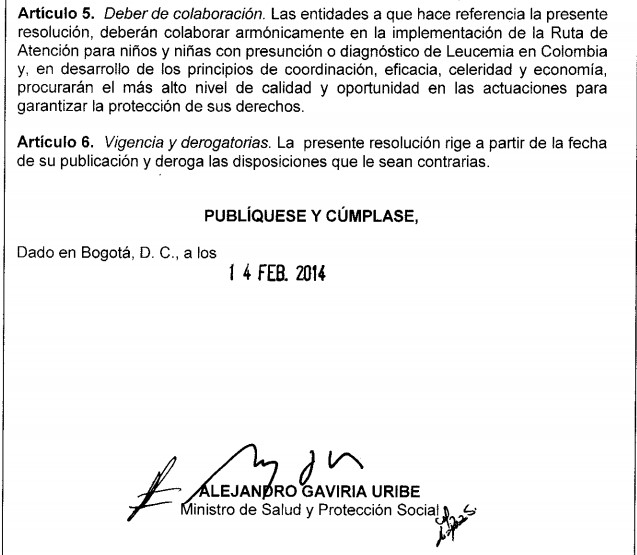 Artículo 5. Deber de colaboración. Las entidades a que hace referencia la presente
resolución, deberán colaborar armónicamente en la implementación de la Ruta de
Atención para niños y niñas con presunción o diagnóstico de Leucemia en Colombia
y, en desarrollo de los principios de coordinación, eficacia, celeridad y economía,
procurarán el más alto nivel de calidad y oportunidad en las actuaciones para
garantizar la protección de sus derechos.
Artículo 6. Vigencia y derogatorias. La presente resolución rige a partir de la fecha
de su publicación y deroga las disposiciones que le sean contrarias.
PUBLÍQUESE Y CÚMPLASE,
Dado en Bogotá, D. C., a los
14 FEB. 2014
ALEJANDRO GAVIRIA URIBE
Ministro de Salud y Protección Social